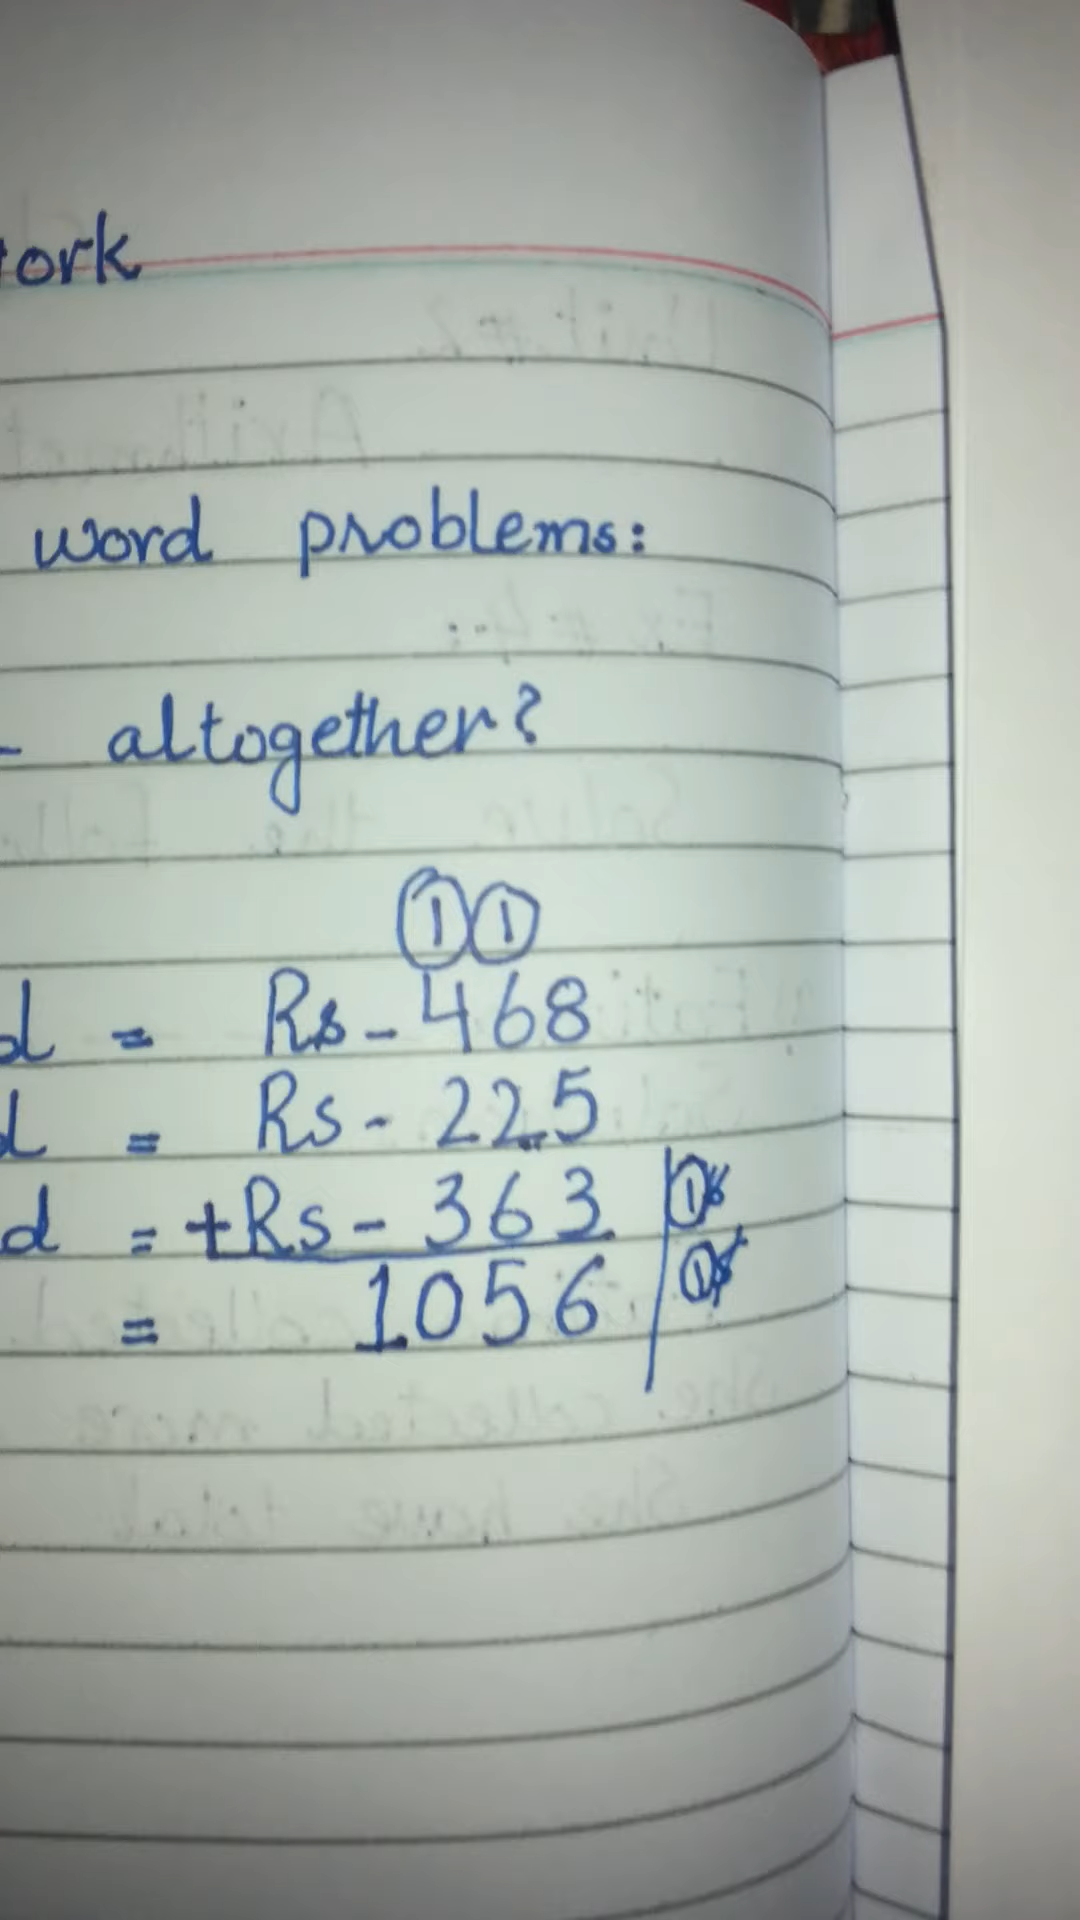 ork
word problems:
altogether?
1 1
d = Rs - 468
d = Rs - 225
d = +Rs - 363
= 1056